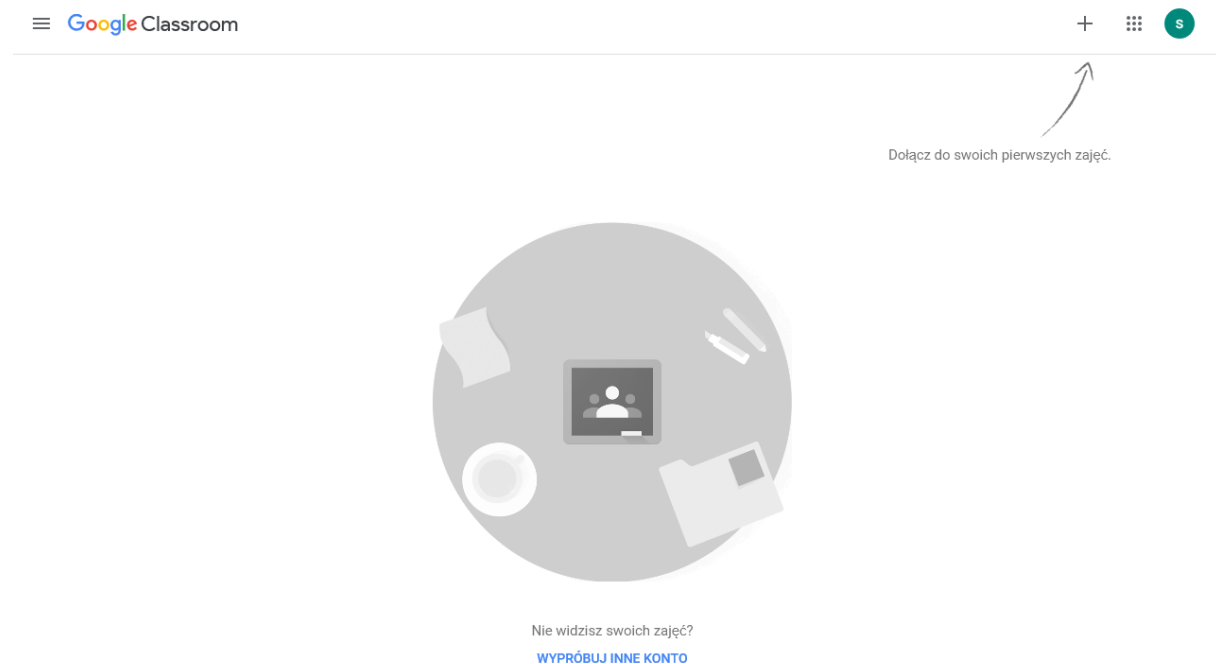 Google Classroom
S
Dołącz do swoich pierwszych zajęć.
Nie widzisz swoich zajęć?
WYPRÓBUJ INNE KONTO